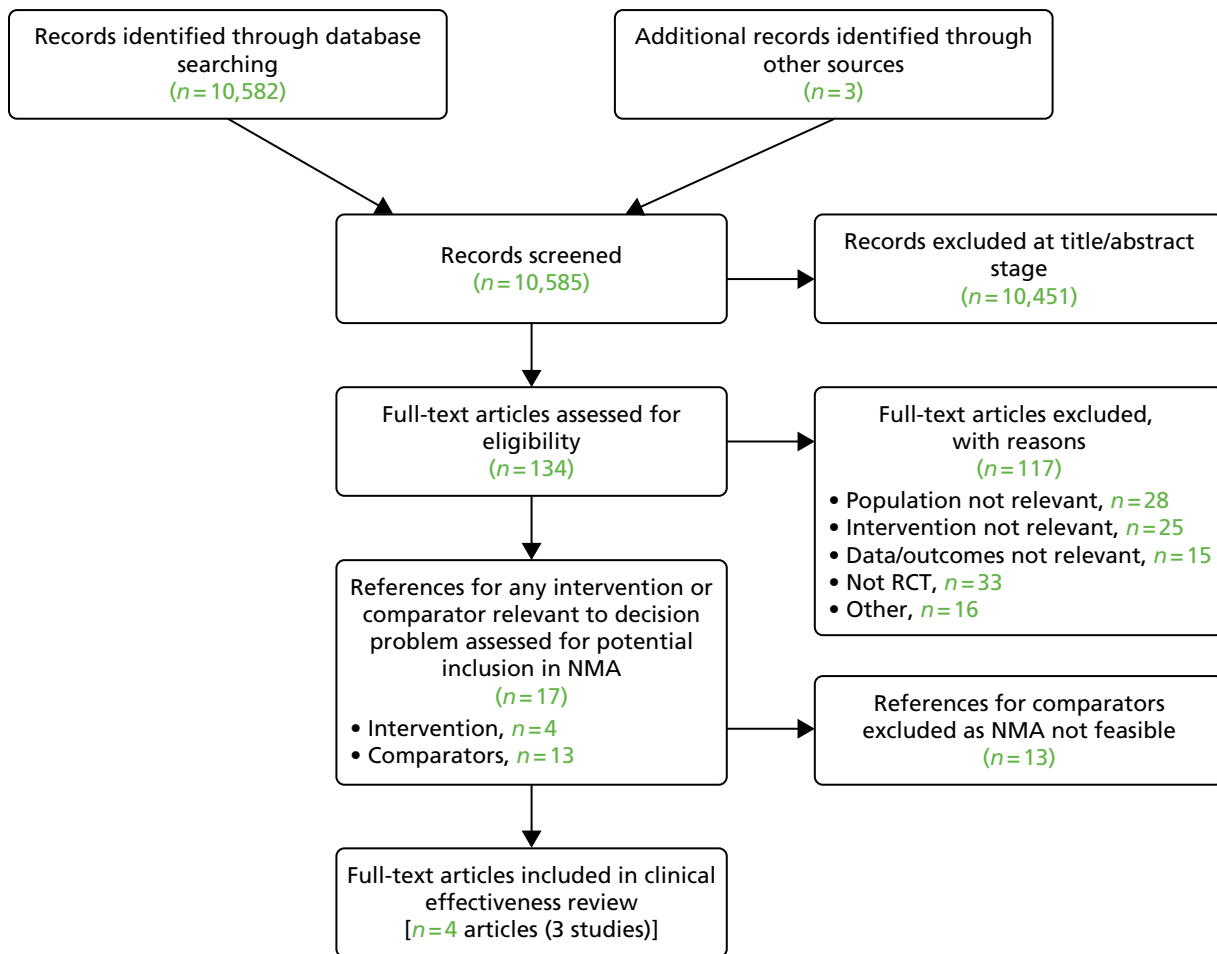 Records identified through database
searching
(n=10,582)
Additional records identified through
other sources
(n=3)
Records screened
(n=10,585)
Records excluded at title/abstract
stage
(n=10,451)
Full-text articles assessed for
eligibility
(n=134)
Full-text articles excluded,
with reasons
(n=117)
• Population not relevant, n=28
• Intervention not relevant, n=25
• Data/outcomes not relevant, n=15
• Not RCT, n=33
• Other, n=16
References for any intervention or
comparator relevant to decision
problem assessed for potential
inclusion in NMA
(n=17)
• Intervention, n=4
• Comparators, n=13
References for comparators
excluded as NMA not feasible
(n=13)
Full-text articles included in clinical
effectiveness review
[n=4 articles (3 studies)]